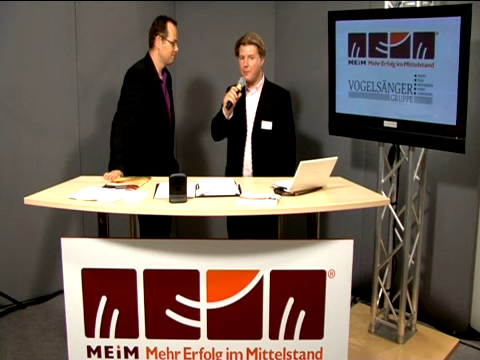 MEiM Mehr Erfolg im Mittelstand
VOGELSÄNGER
GRUPPE
®
MEiM Mehr Erfolg im Mittelstand